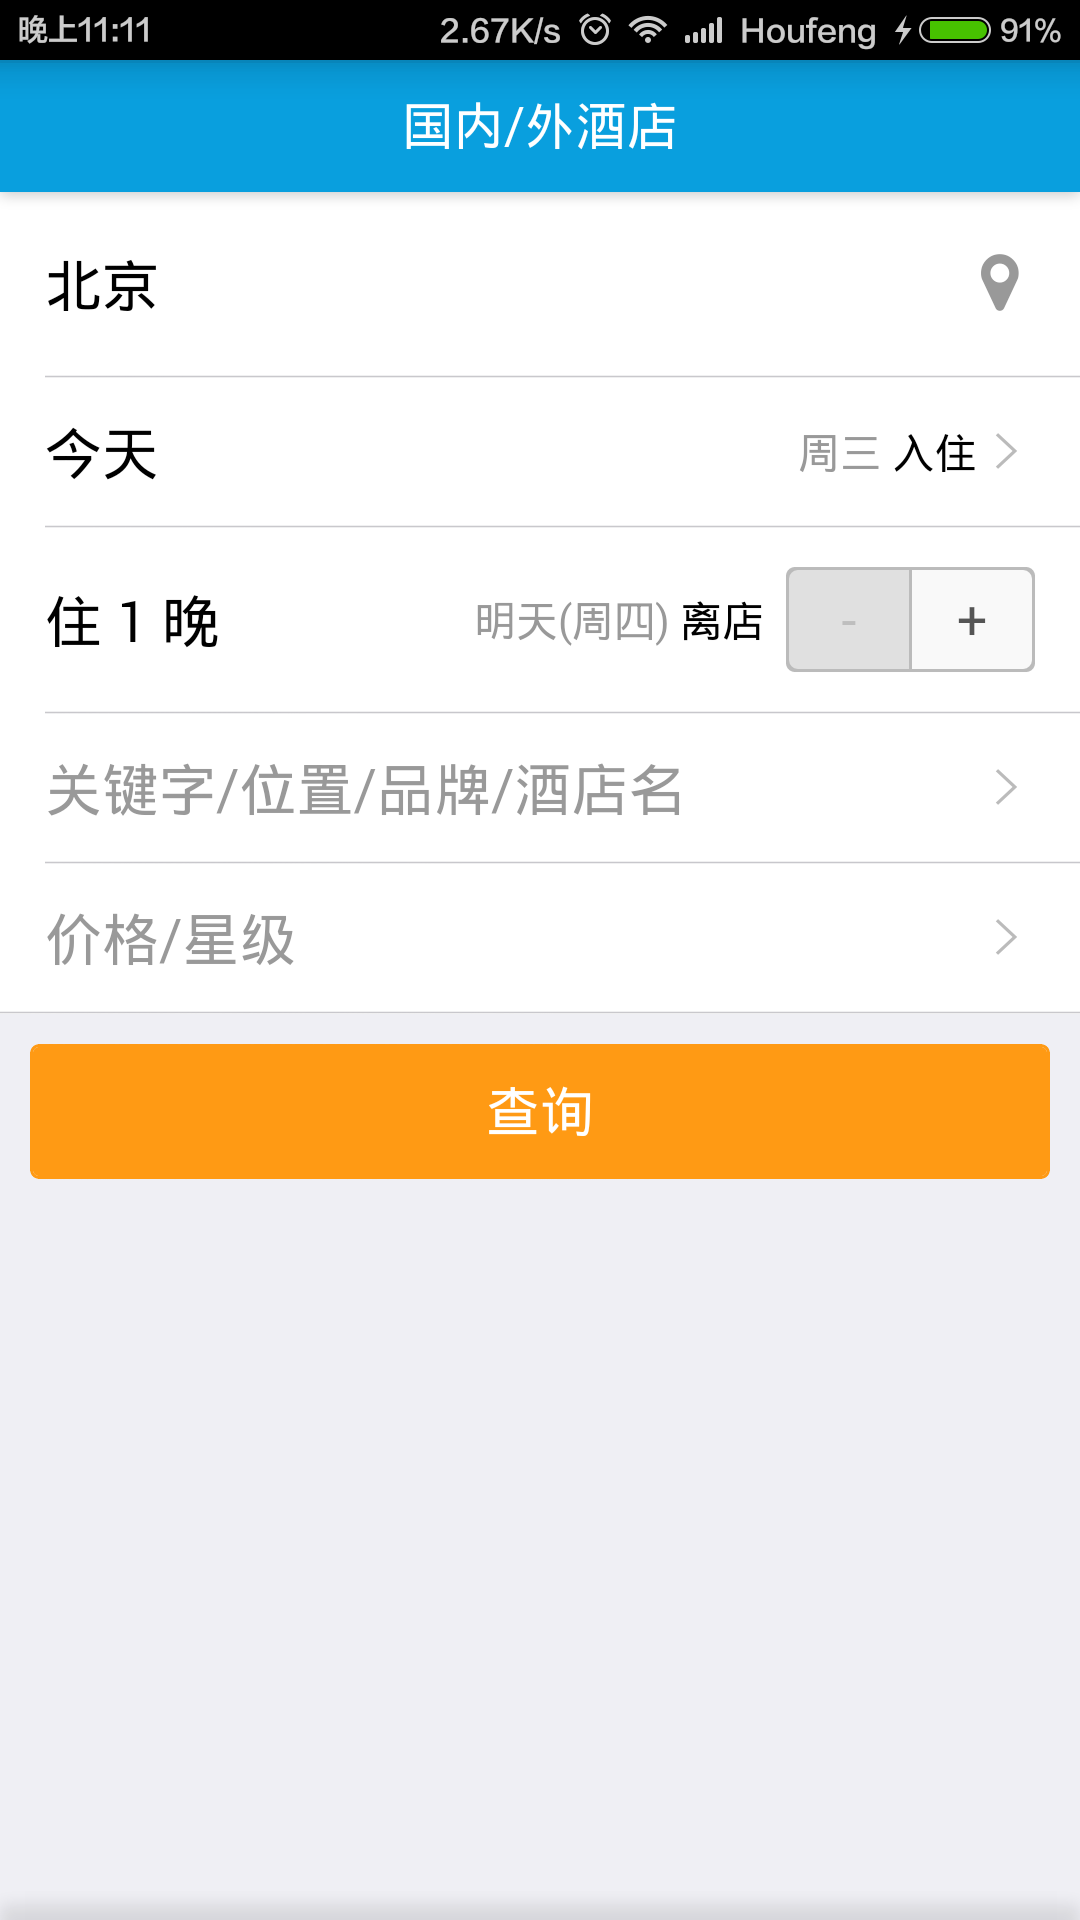 晚上11:11 2.67K/s Houfeng 91%
国内/外酒店
北京
今天 周三 入住
住 1 晚 明天(周四) 离店 - +
关键字/位置/品牌/酒店名
价格/星级
查询